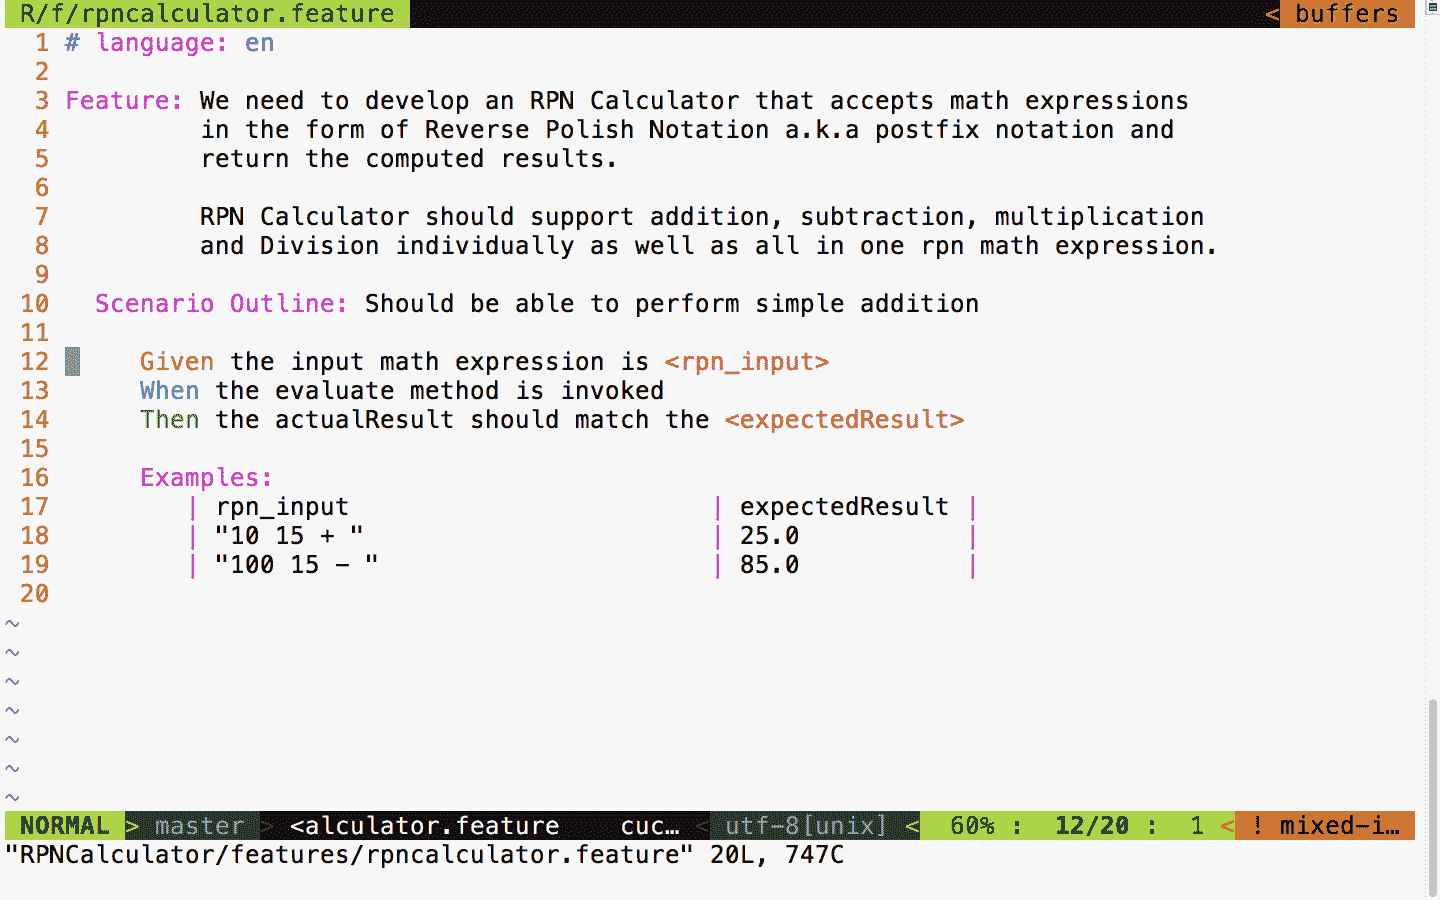 R/f/rpncalculator.feature < buffers
1 # language: en
2
3 Feature: We need to develop an RPN Calculator that accepts math expressions
4 in the form of Reverse Polish Notation a.k.a postfix notation and
5 return the computed results.
6
7 RPN Calculator should support addition, subtraction, multiplication
8 and Division individually as well as all in one rpn math expression.
9
10 Scenario Outline: Should be able to perform simple addition
11
12 Given the input math expression is <rpn_input>
13 When the evaluate method is invoked
14 Then the actualResult should match the <expectedResult>
15
16 Examples:
17 | rpn_input | expectedResult |
18 | "10 15 + " | 25.0 |
19 | "100 15 - " | 85.0 |
20
~
~
~
~
~
~
~
NORMAL > master > <alculator.feature cuc… < utf-8[unix] < 60% : 12/20 : 1 < ! mixed-i…
"RPNCalculator/features/rpncalculator.feature" 20L, 747C